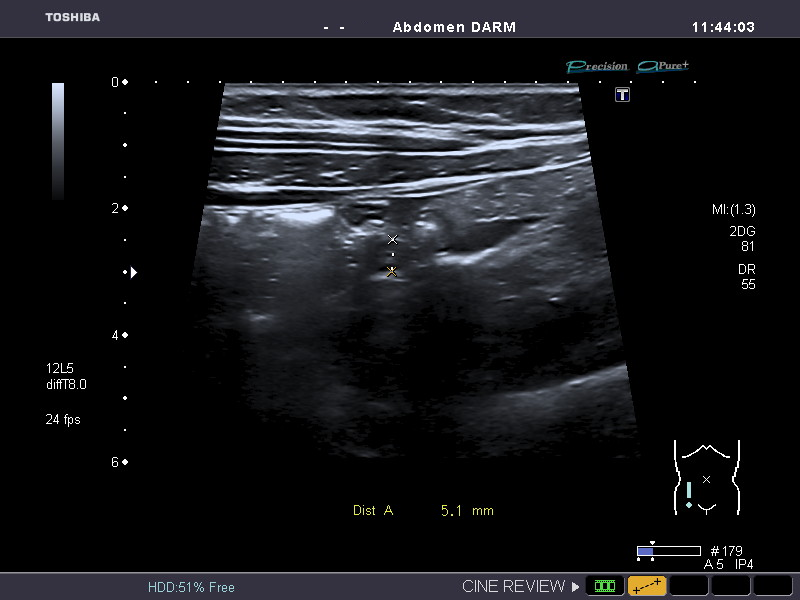 TOSHIBA
- - Abdomen DARM 11:44:03
Precision APure+
T
0
2
4
6
MI:(1.3)
2DG
81
DR
55
12L5
diffT8.0
24 fps
Dist A 5.1 mm
#179
A 5 IP4
HDD:51% Free
CINE REVIEW